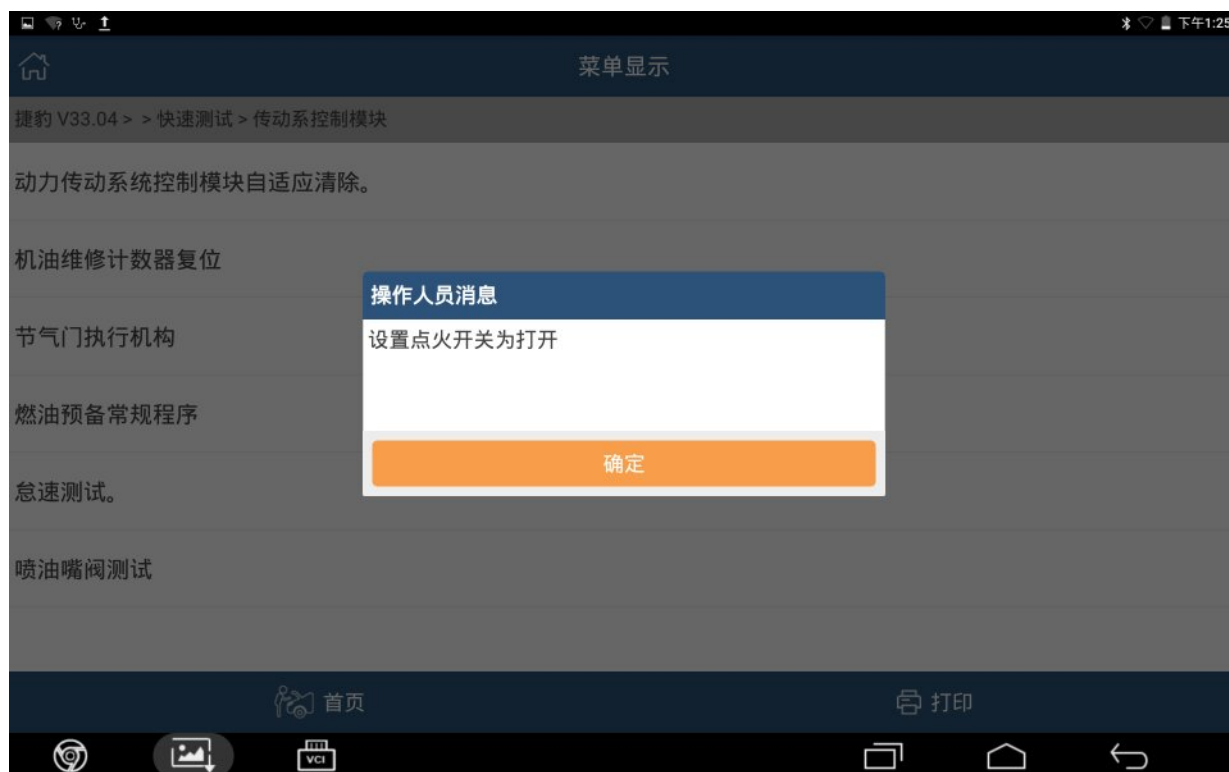 下午1:25
菜单显示
捷豹 V33.04 > > 快速测试 > 传动系控制模块
动力传动系统控制模块自适应清除。
机油维修计数器复位
操作人员消息
节气门执行机构
设置点火开关为打开
燃油预备常规程序
确定
怠速测试。
喷油嘴阀测试
首页
打印
VCI